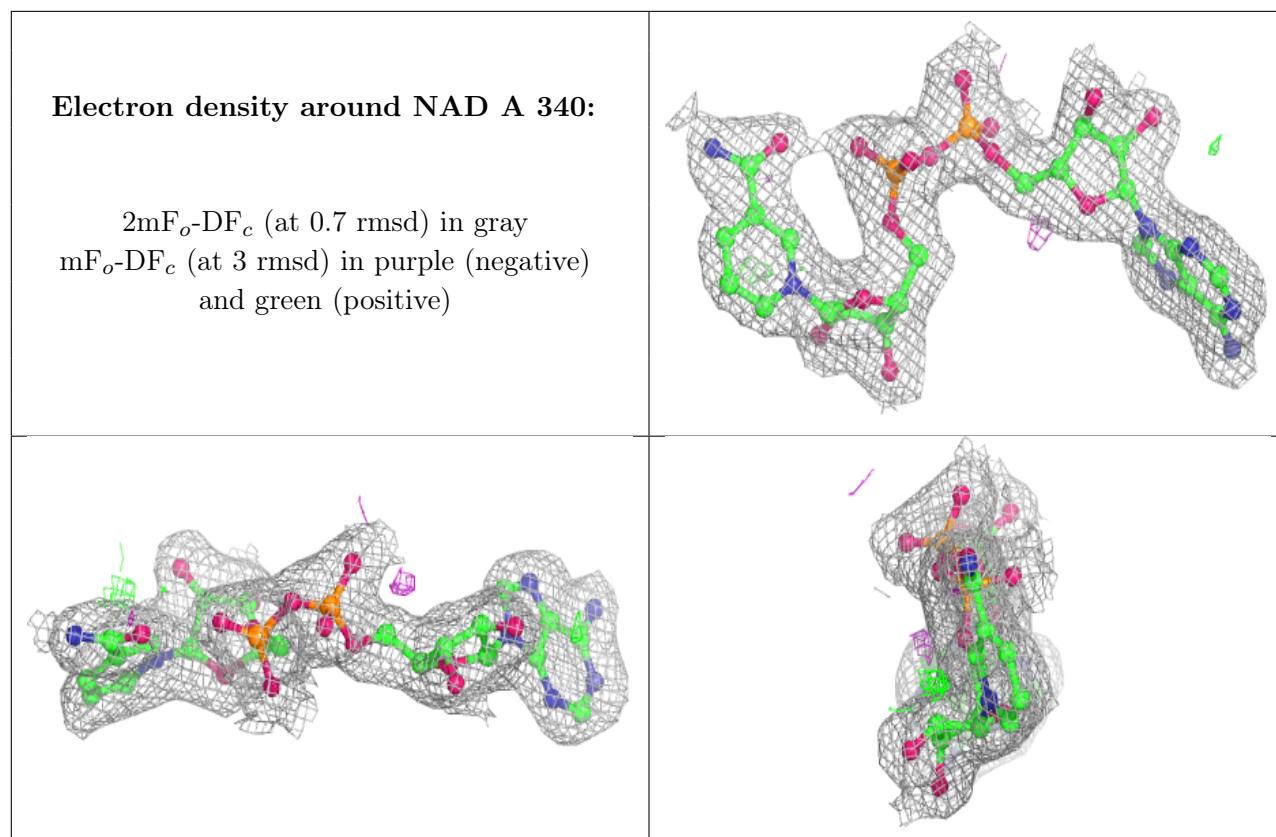 Electron density around NAD A 340:
2mFo-DFc (at 0.7 rmsd) in gray
mFo-DFc (at 3 rmsd) in purple (negative)
and green (positive)